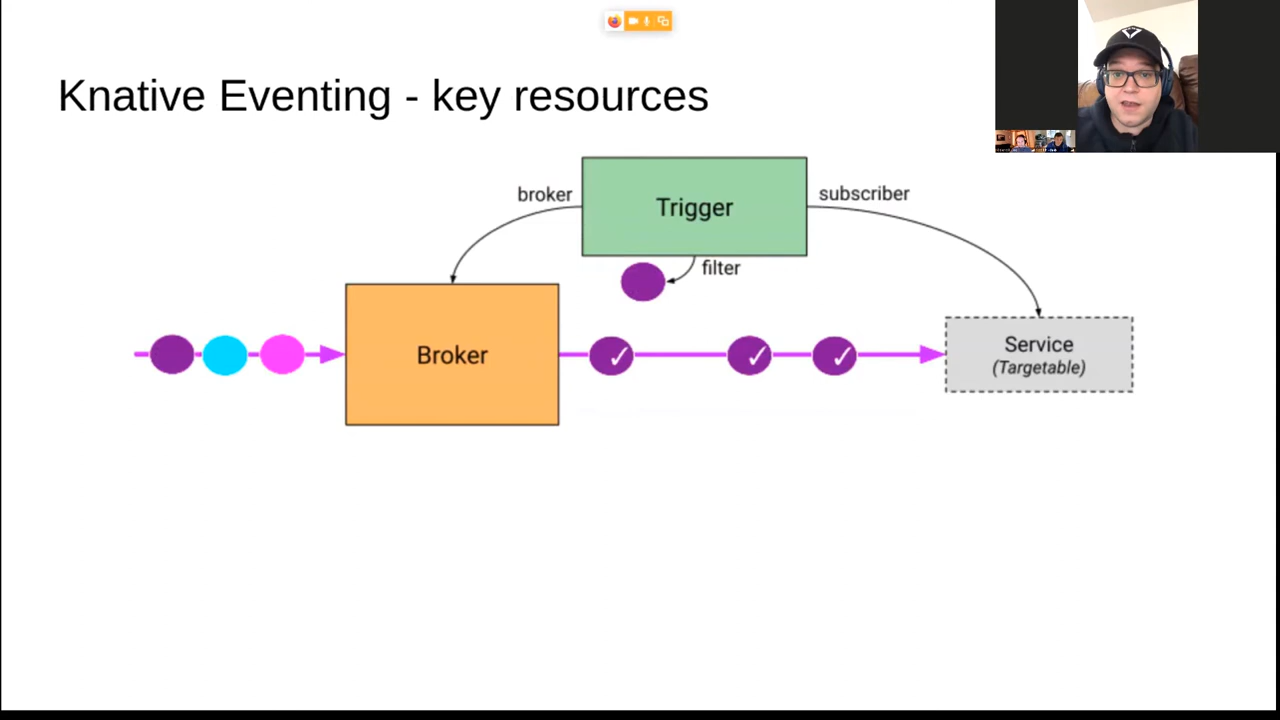 Knative Eventing - key resources
broker
Trigger
subscriber
filter
Broker
Service
(Targetable)